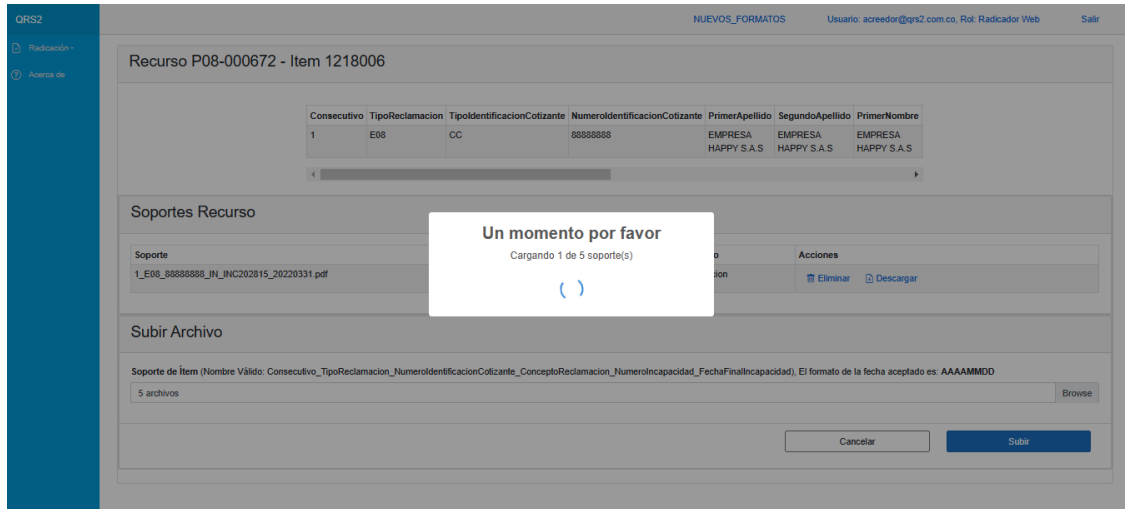 QRS2
NUEVOS_FORMATOS
Usuario: acreedor@qrs2.com.co, Rol: Radicador Web
Salir
Radicación
Acerca de
Recurso P08-000672 - Item 1218006
Consecutivo TipoReclamacion TipoIdentificacionCotizante NumeroIdentificacionCotizante PrimerApellido SegundoApellido PrimerNombre
1 E08 CC 88888888 EMPRESA EMPRESA EMPRESA
HAPPY S.A.S HAPPY S.A.S HAPPY S.A.S
Soportes Recurso
Un momento por favor
Cargando 1 de 5 soporte(s)
Soporte
Acciones
1_E08_88888888_IN_INC202815_20220331.pdf
Eliminar Descargar
Subir Archivo
Soporte de Ítem (Nombre Válido: Consecutivo_TipoReclamacion_NumeroIdentificacionCotizante_ConceptoReclamacion_NumeroIncapacidad_FechaFinalIncapacidad), El formato de la fecha aceptado es: AAAAMMDD
5 archivos
Browse
Cancelar
Subir